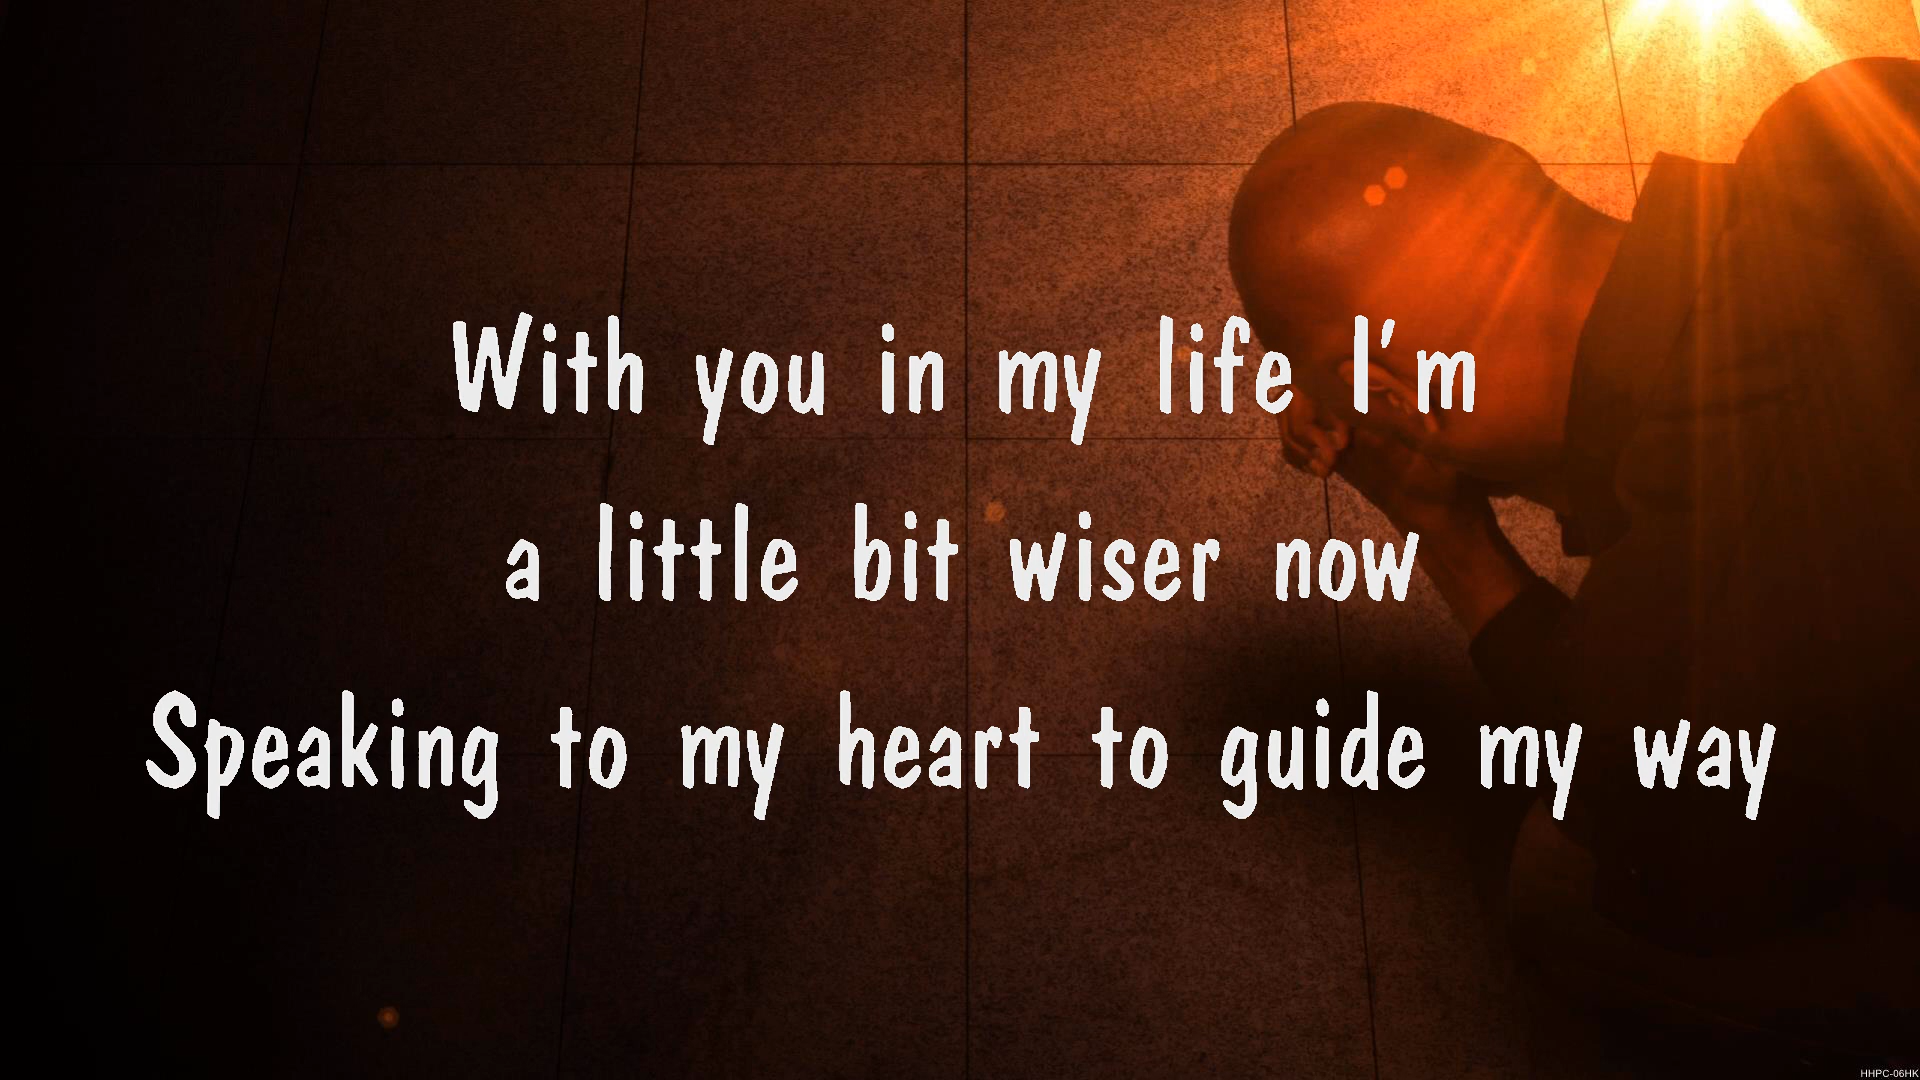 With you in my life I'm
a little bit wiser now
Speaking to my heart to guide my way
HHPC-06HK